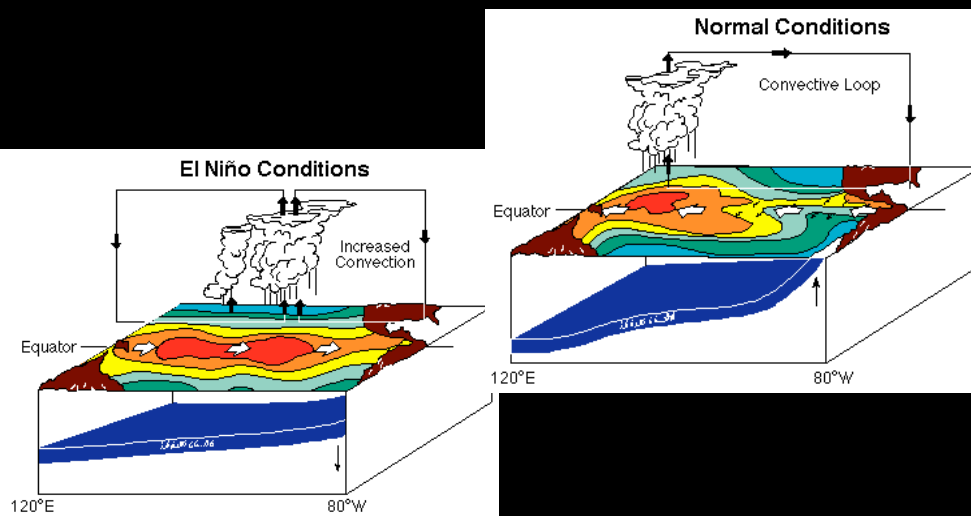 Normal Conditions
Convective Loop
Equator
120°E
80°W
El Niño Conditions
Increased
Convection
Equator
120°E
80°W